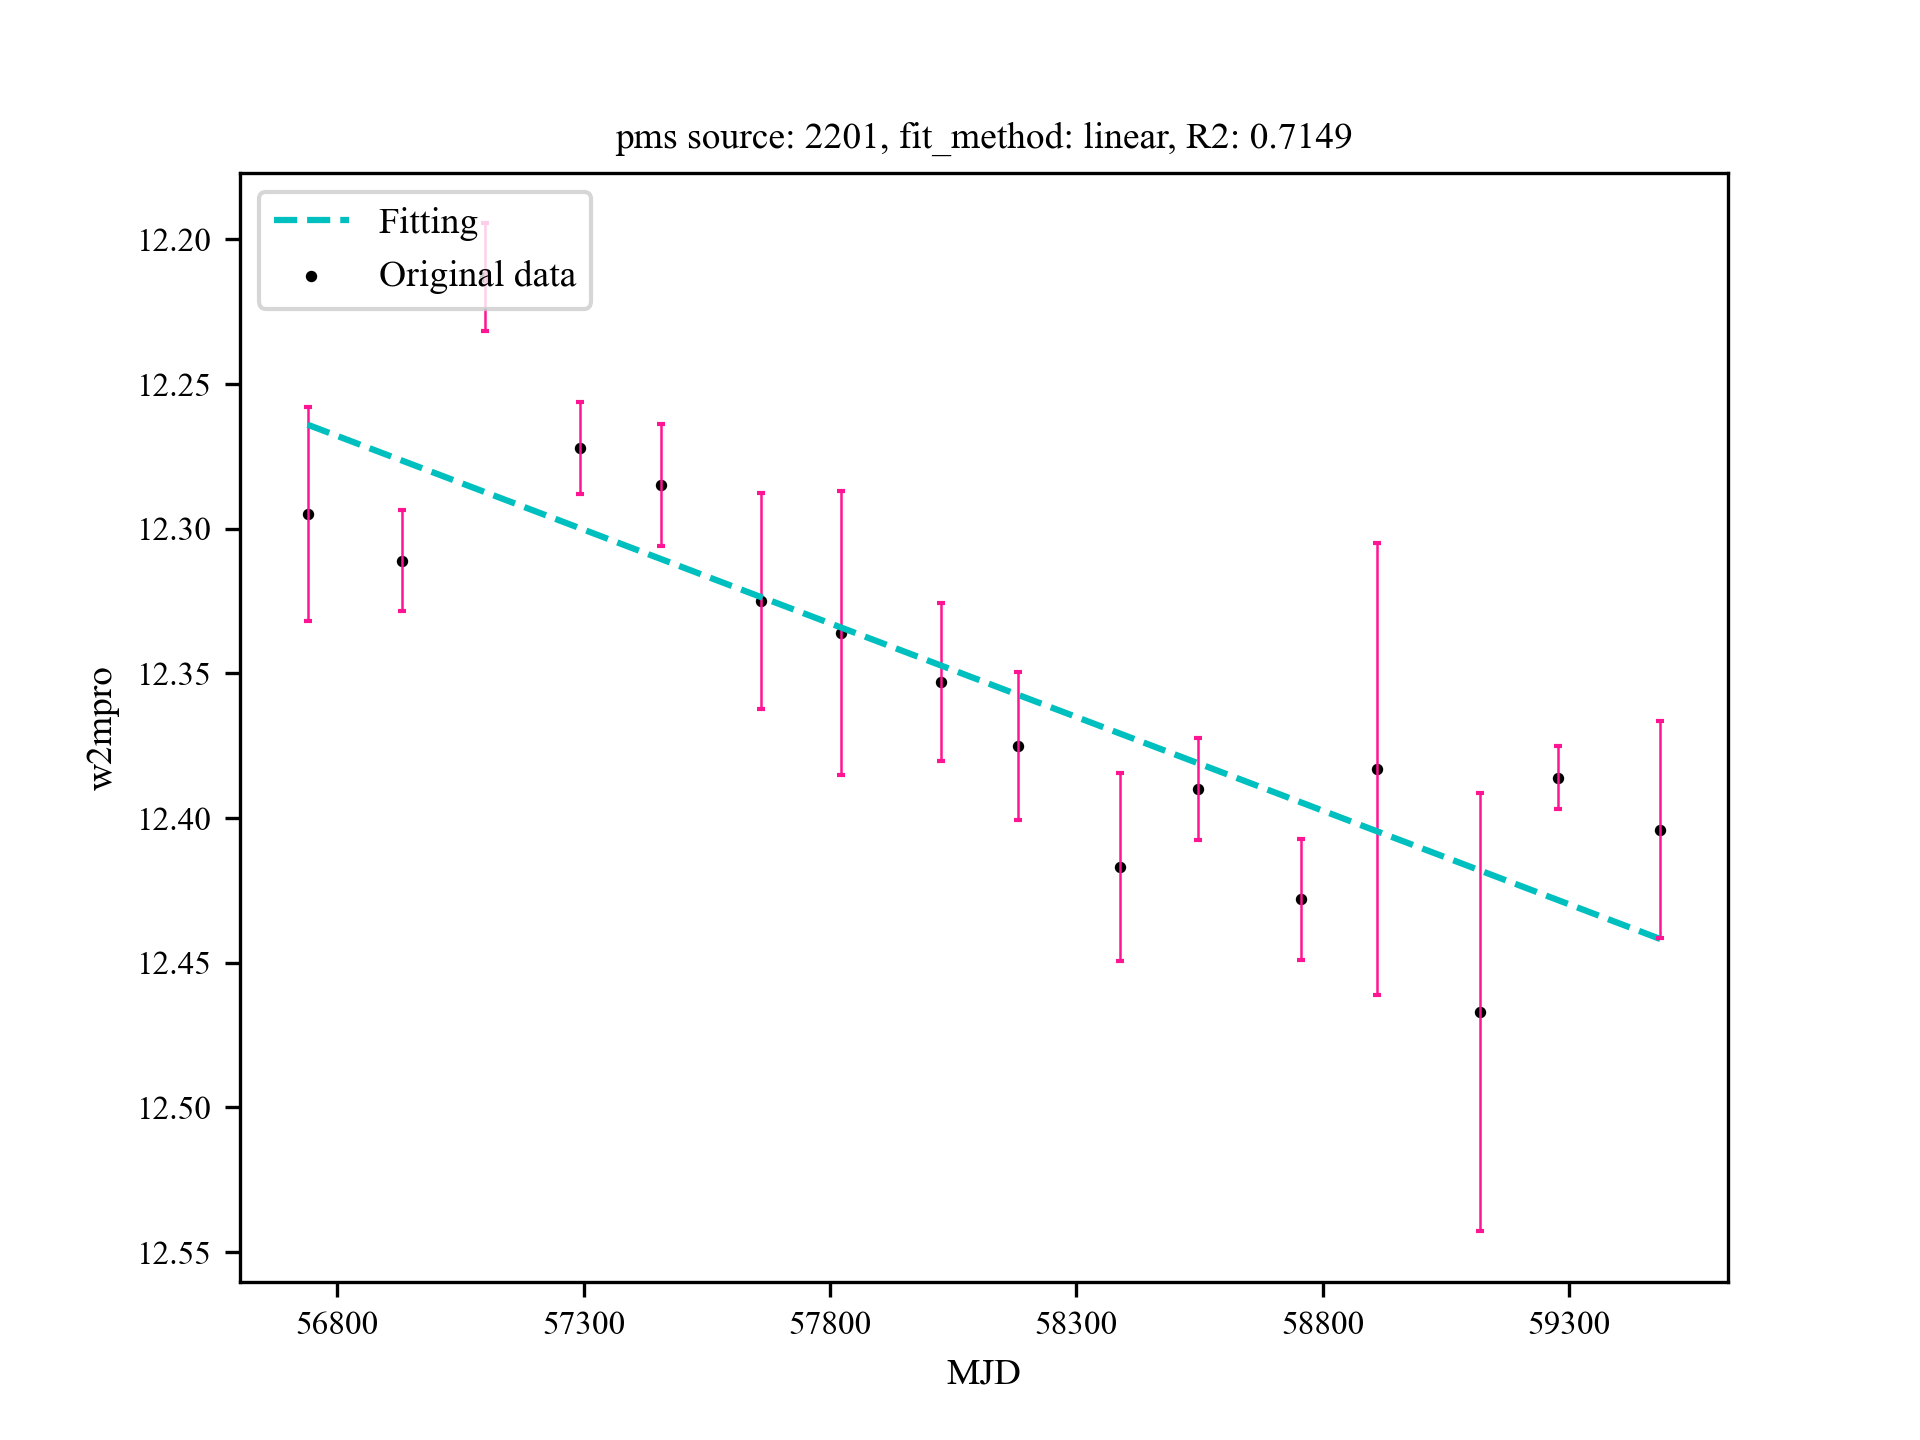 pms source: 2201, fit_method: linear, R2: 0.7149
Fitting
Original data
12.20
12.25
12.30
12.35
12.40
12.45
12.50
12.55
w2mpro
56800 57300 57800 58300 58800 59300
MJD